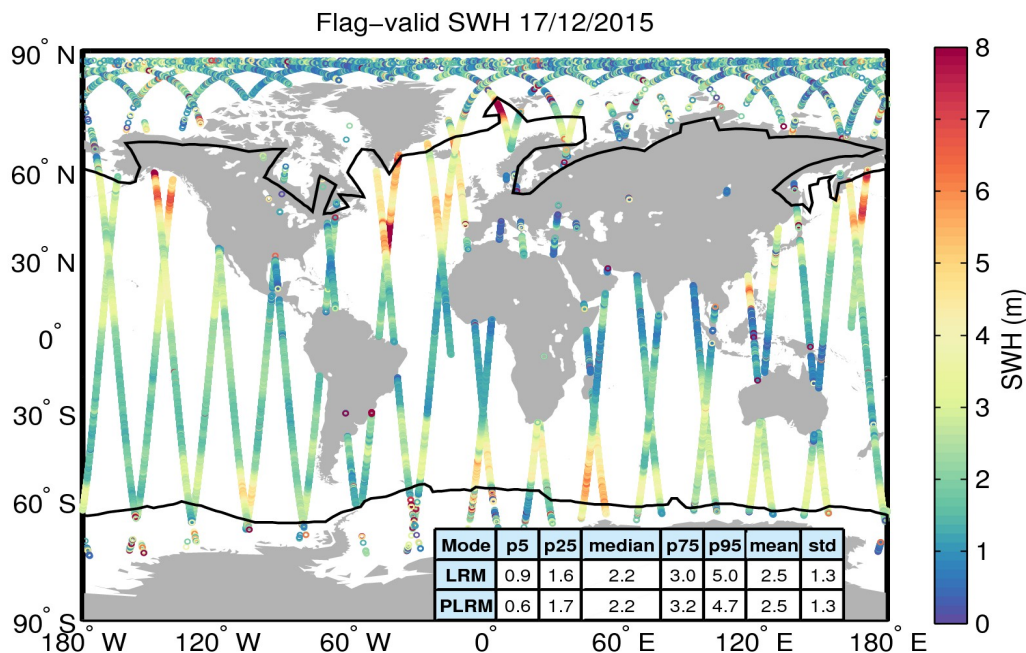 Flag-valid SWH 17/12/2015
90° N
60° N
30° N
0°
30° S
60° S
90° S
180° W
120° W
60° W
0°
60° E
120° E
180° E
8
7
6
5
4
3
2
1
0
SWH (m)
Mode p5 p25 median p75 p95 mean std
LRM 0.9 1.6 2.2 3.0 5.0 2.5 1.3
PLRM 0.6 1.7 2.2 3.2 4.7 2.5 1.3